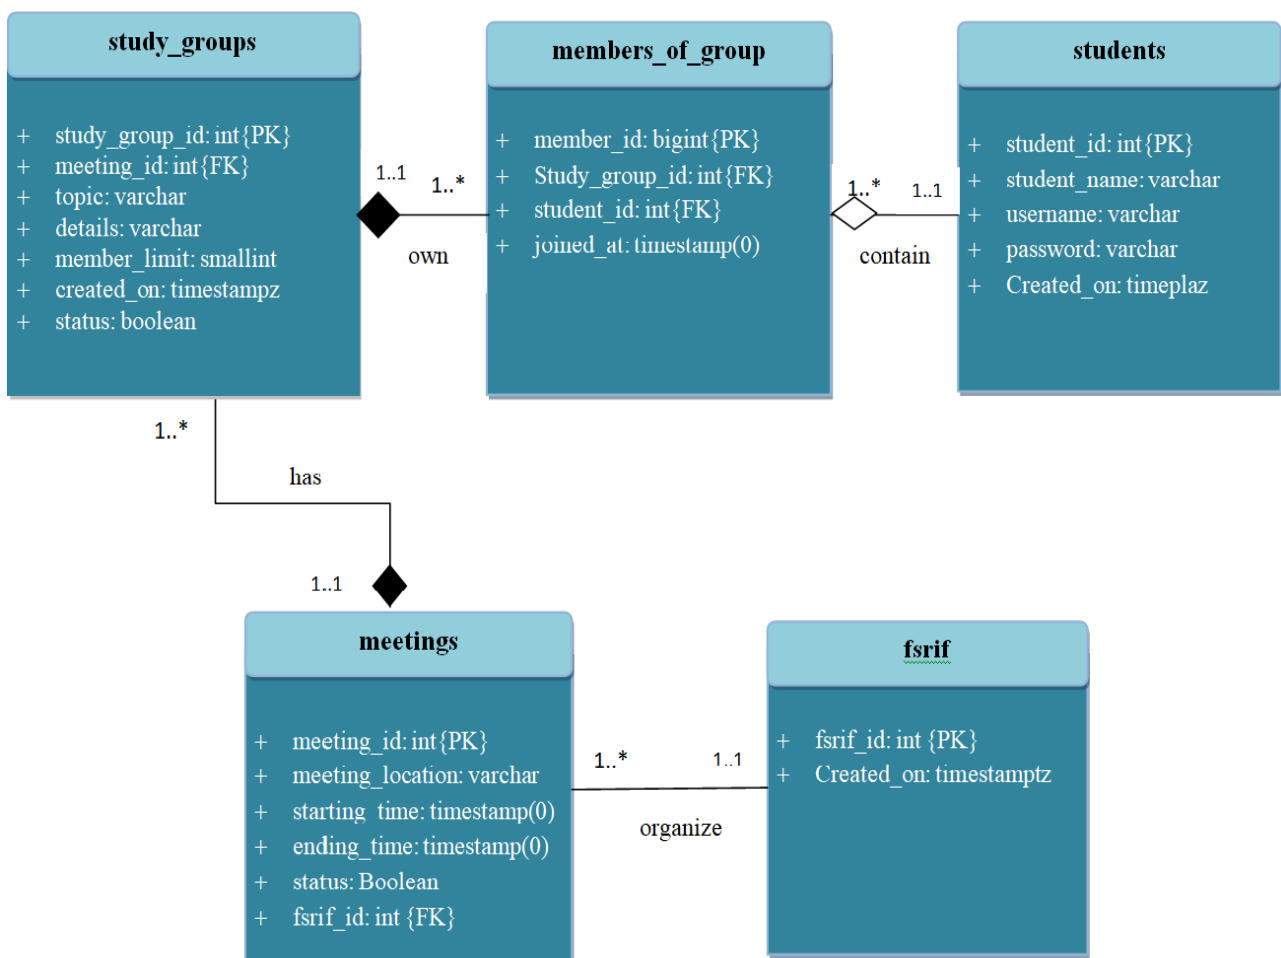 study_groups
+ study_group_id: int{PK}
+ meeting_id: int{FK}
+ topic: varchar
+ details: varchar
+ member_limit: smallint
+ created_on: timestampz
+ status: boolean
1..1
1..*
own
members_of_group
+ member_id: bigint{PK}
+ Study_group_id: int{FK}
+ student_id: int{FK}
+ joined_at: timestamp(0)
1..*
1..1
contain
students
+ student_id: int{PK}
+ student_name: varchar
+ username: varchar
+ password: varchar
+ Created_on: timeplaz
1..*
has
1..1
meetings
+ meeting_id: int{PK}
+ meeting_location: varchar
+ starting_time: timestamp(0)
+ ending_time: timestamp(0)
+ status: Boolean
+ fsrif_id: int {FK}
1..*
1..1
organize
fsrif
+ fsrif_id: int {PK}
+ Created_on: timestamptz